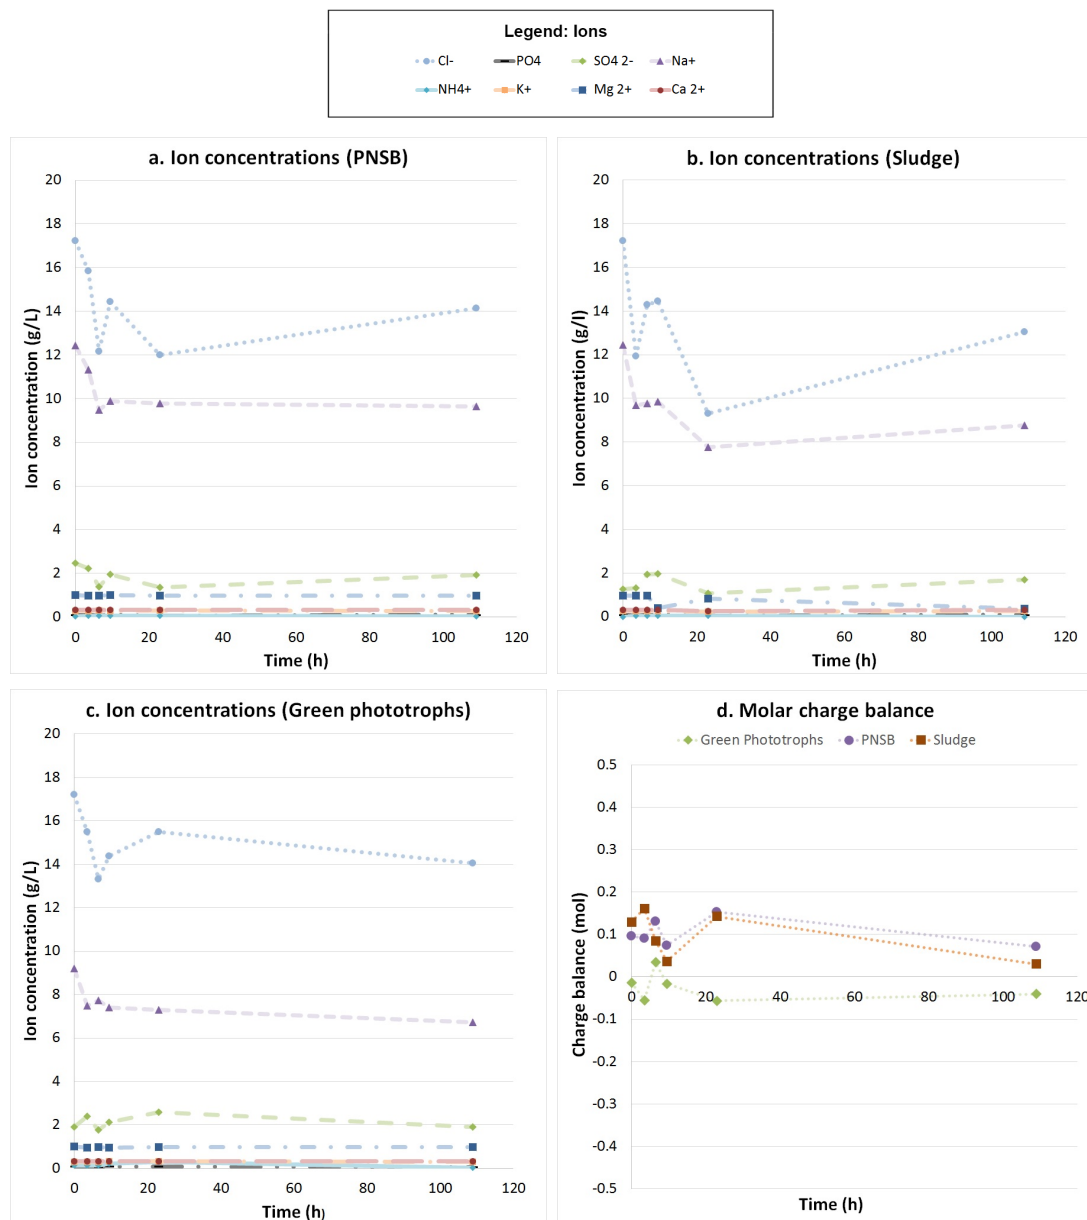 Legend: Ions
Cl- PO4 SO4 2- Na+
NH4+ K+ Mg 2+ Ca 2+
a. Ion concentrations (PNSB)
20
18
16
14
12
10
8
6
4
2
0
0 20 40 60 80 100 120
Ion concentration (g/L)
Time (h)
b. Ion concentrations (Sludge)
20
18
16
14
12
10
8
6
4
2
0
0 20 40 60 80 100 120
Ion concentration (g/l)
Time (h)
c. Ion concentrations (Green phototrophs)
20
18
16
14
12
10
8
6
4
2
0
0 20 40 60 80 100 120
Ion concentration (g/L)
Time (h)
d. Molar charge balance
Green Phototrophs PNSB Sludge
0.5
0.4
0.3
0.2
0.1
0
-0.1
-0.2
-0.3
-0.4
-0.5
0 20 40 60 80 100 120
Charge balance (mol)
Time (h)